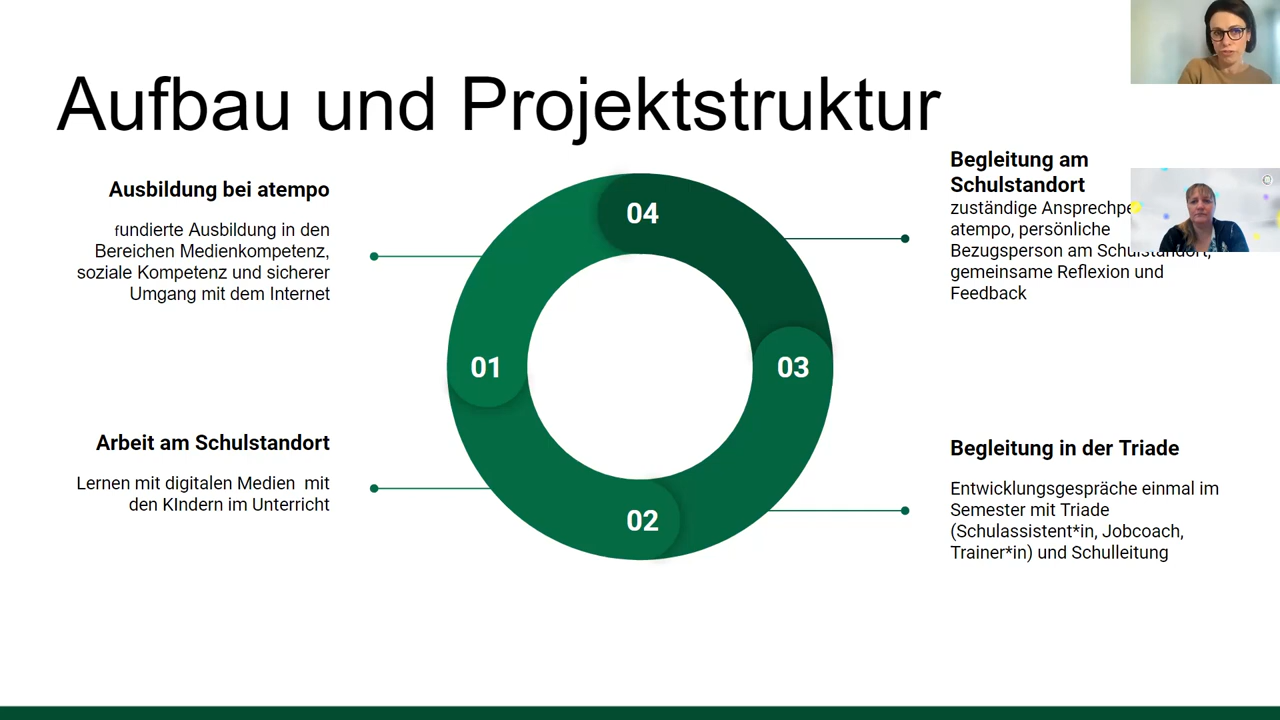 Aufbau und Projektstruktur
Ausbildung bei atempo
fundierte Ausbildung in den
Bereichen Medienkompetenz,
soziale Kompetenz und sicherer
Umgang mit dem Internet
01
Arbeit am Schulstandort
Lernen mit digitalen Medien mit
den KIndern im Unterricht
02
Begleitung in der Triade
Entwicklungsgespräche einmal im
Semester mit Triade
(Schulassistent*in, Jobcoach,
Trainer*in) und Schulleitung
03
Begleitung am
Schulstandort
zuständige
atempo, persönliche
Bezugsperson am Schulstandort,
gemeinsame Reflexion und
Feedback
04